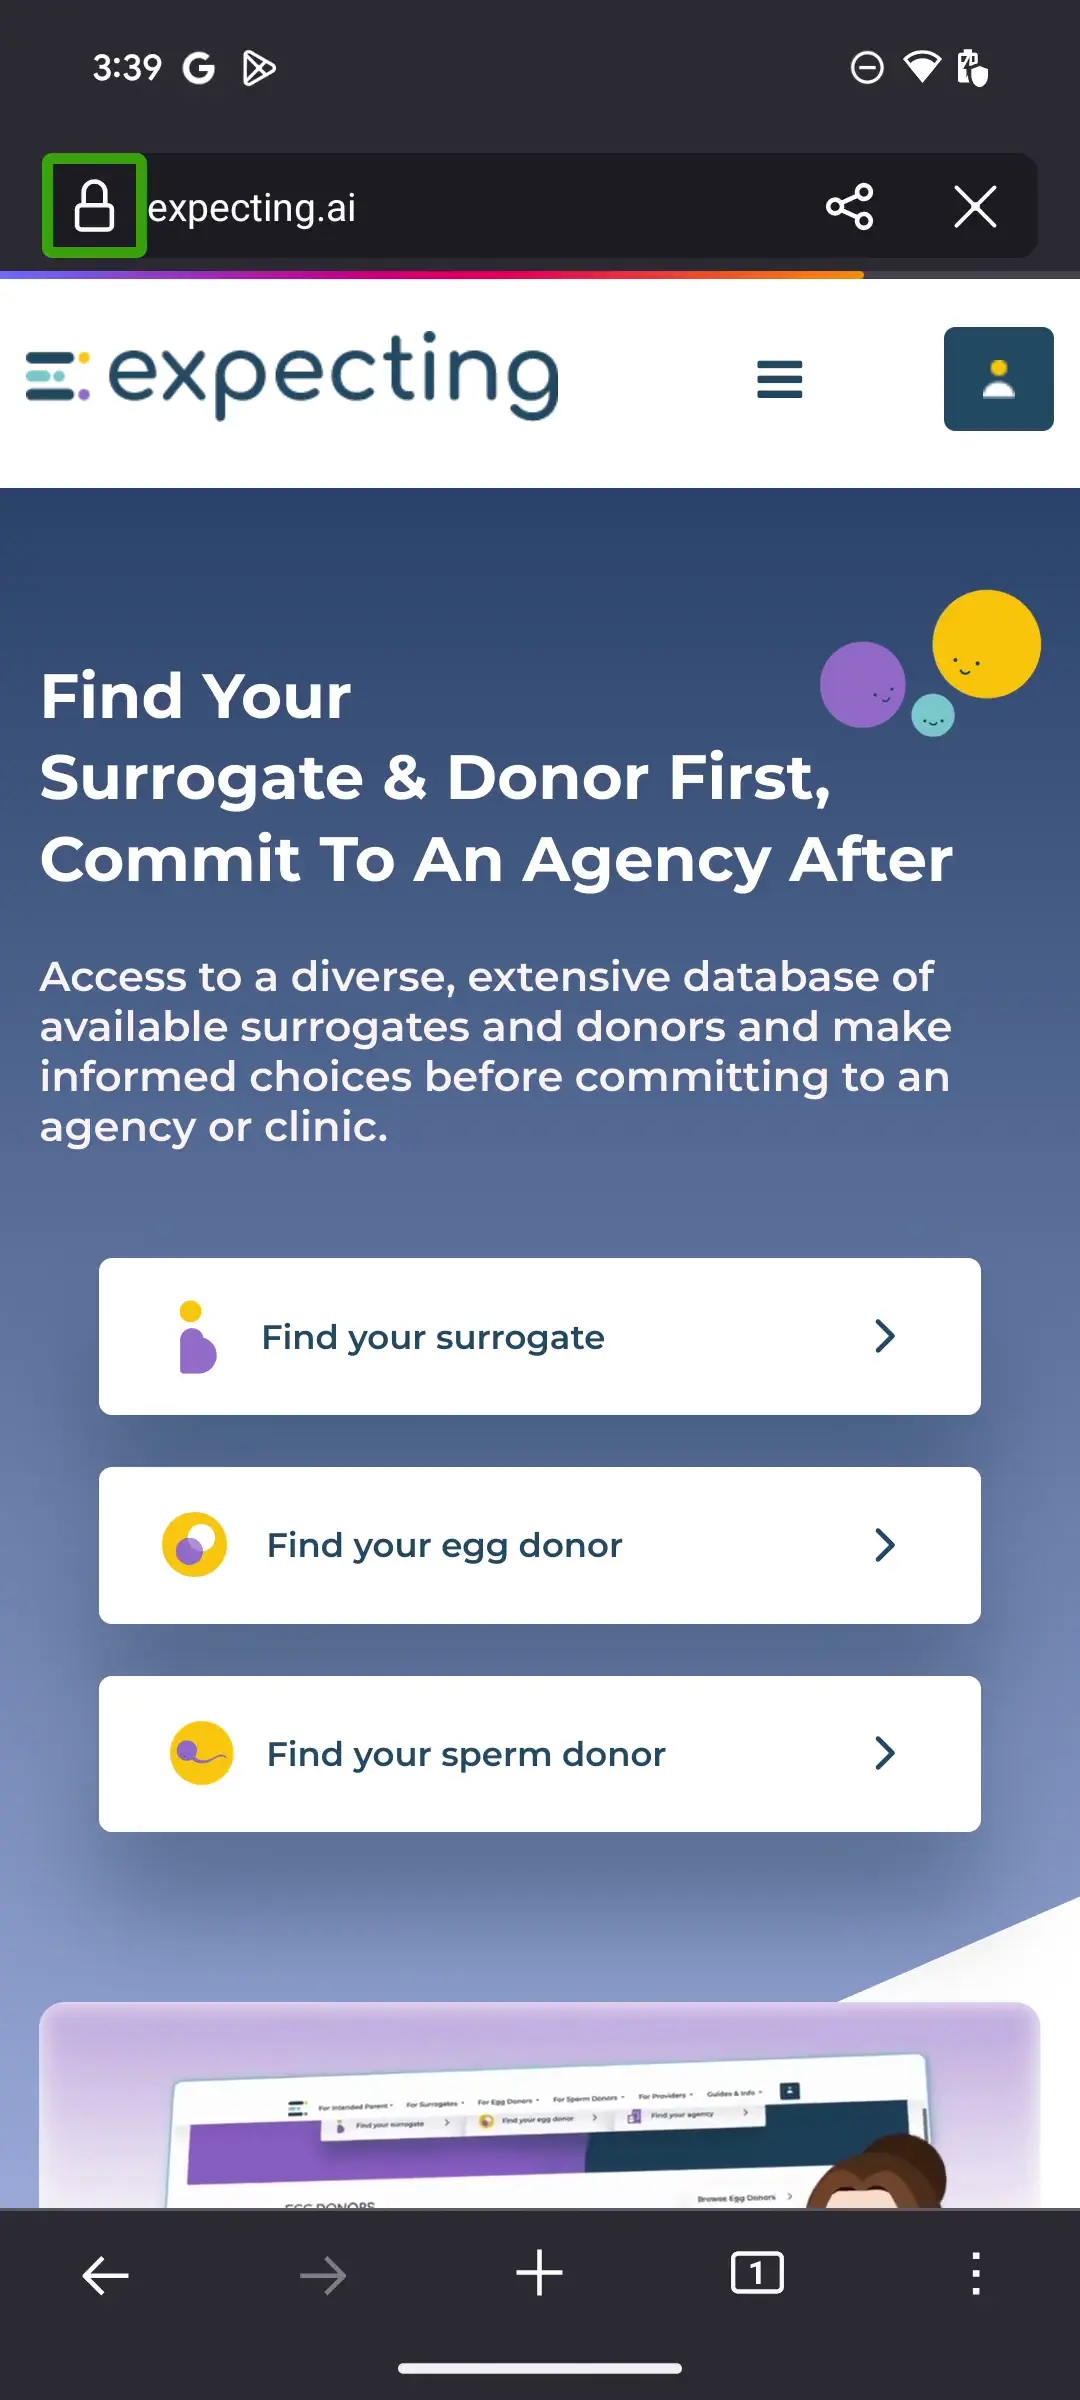 3:39
expecting.ai
expecting
Find Your
Surrogate & Donor First,
Commit To An Agency After
Access to a diverse, extensive database of
available surrogates and donors and make
informed choices before committing to an
agency or clinic.
Find your surrogate
Find your egg donor
Find your sperm donor
For Intended Parent For Surrogates For Egg Donors For Sperm Donors For Providers Guides & Info
Find your surrogate Find your egg donor Find your agency
EGG DONORS
Browse Egg Donors
1